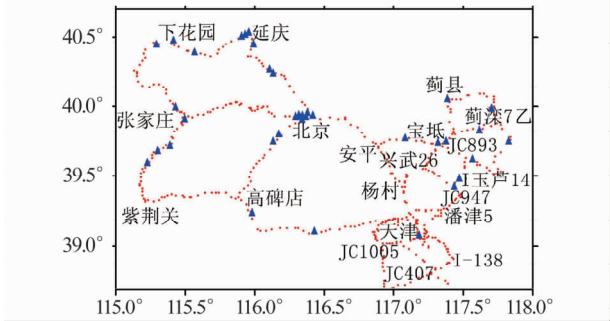 40.5°
下花园
延庆
蓟县
40.0°
蓟滦7乙
张家庄
北京
宝坻
JC893
安平
兴武26
39.5°
I玉芦14
杨村
高碑店
JC947
紫荆关
潘津5
天津
39.0°
JC1005
I-138
JC407
115.0°
115.5°
116.0°
116.5°
117.0°
117.5°
118.0°